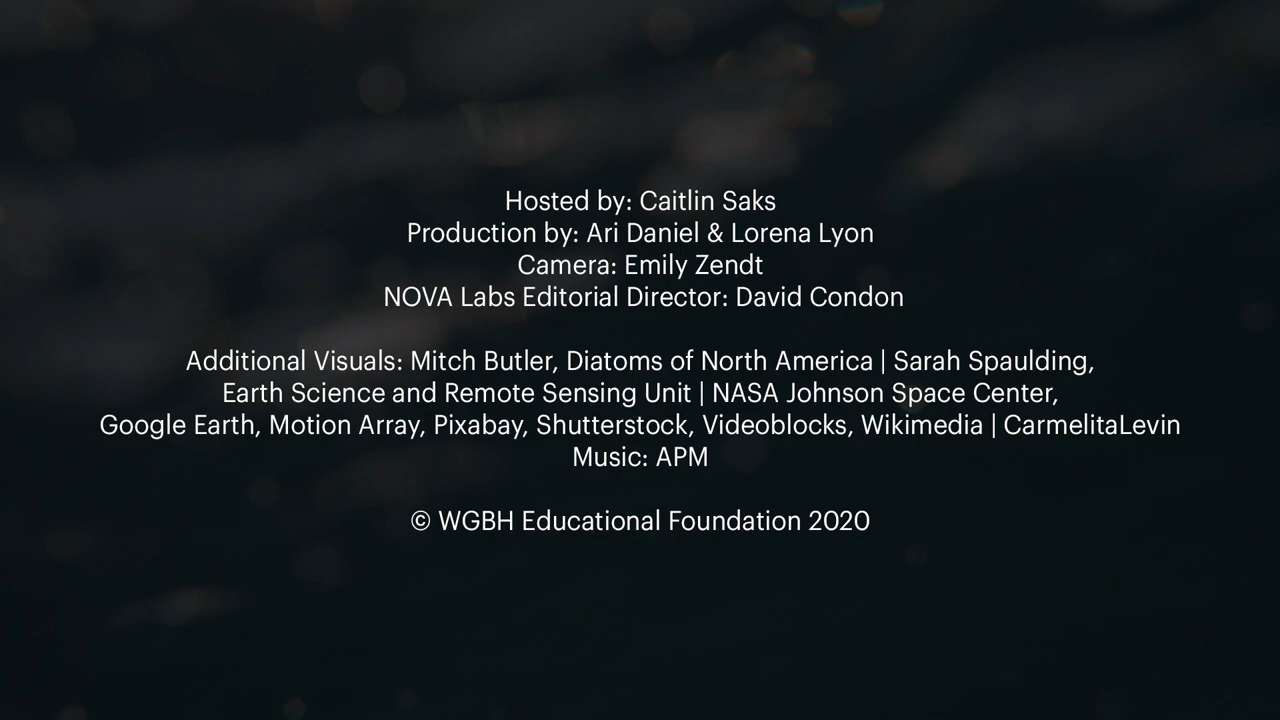 Hosted by: Caitlin Saks
Production by: Ari Daniel & Lorena Lyon
Camera: Emily Zendt
NOVA Labs Editorial Director: David Condon
Additional Visuals: Mitch Butler, Diatoms of North America | Sarah Spaulding,
Earth Science and Remote Sensing Unit | NASA Johnson Space Center,
Google Earth, Motion Array, Pixabay, Shutterstock, Videoblocks, Wikimedia | CarmelitaLevin
Music: APM
© WGBH Educational Foundation 2020